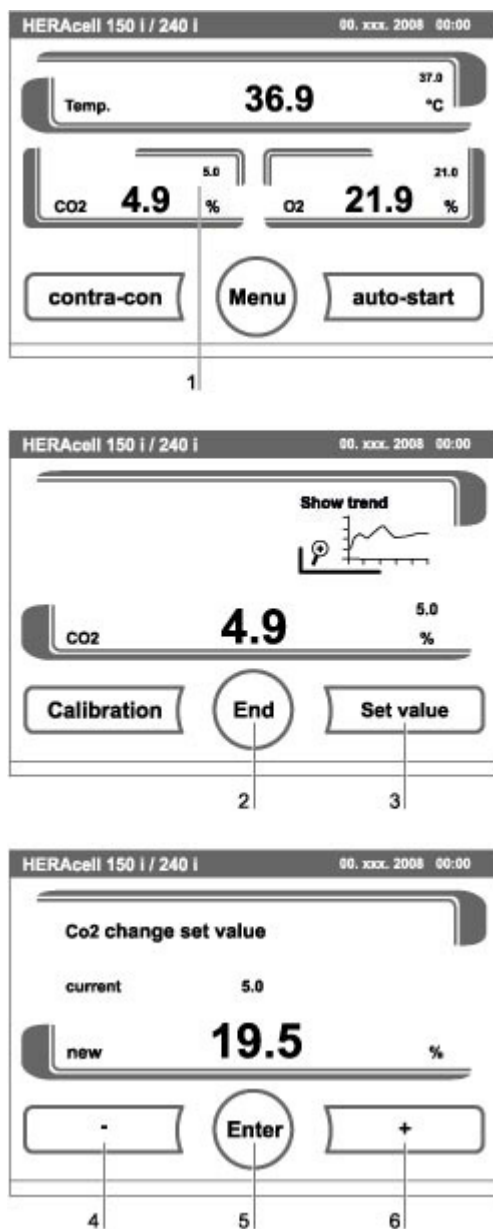 HERAcell 150 i / 240 i 00. xxx. 2008 00:00
37.0
Temp. 36.9 °C
5.0 21.0
CO2 4.9 % O2 21.9 %
contra-con Menu auto-start
1
HERAcell 150 i / 240 i 00. xxx. 2008 00:00
Show trend
5.0
CO2 4.9 %
Calibration End Set value
2 3
HERAcell 150 i / 240 i 00. xxx. 2008 00:00
Co2 change set value
current 5.0
new 19.5 %
- Enter +
4 5 6